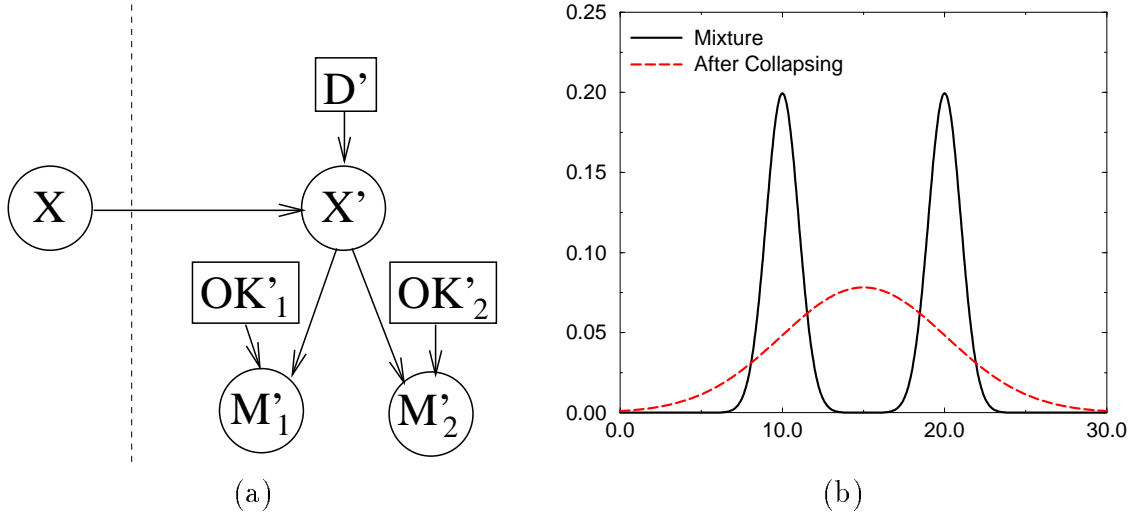 D’
X
X’
OK’1
OK’2
M’1
M’2
(a)
0.25
0.20
0.15
0.10
0.05
0.00
Mixture
After Collapsing
0.0
10.0
20.0
30.0
(b)